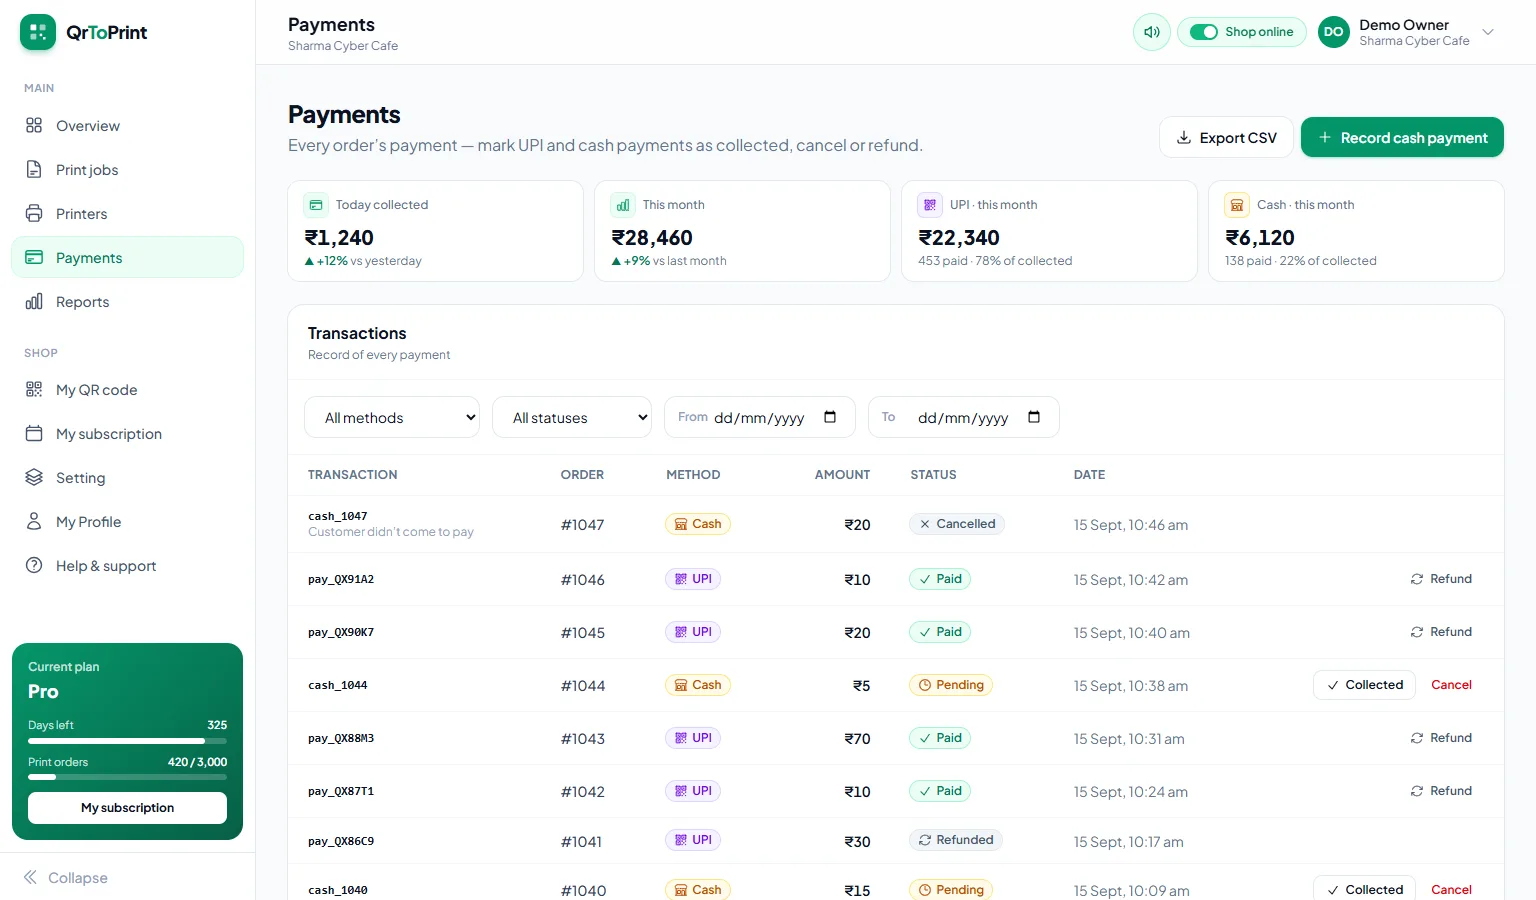 QrToPrint
MAIN
Overview
Print jobs
Printers
Payments
Reports
SHOP
My QR code
My subscription
Setting
My Profile
Help & support
Current plan
Pro
Days left 325
Print orders 420 / 3,000
My subscription
Collapse
Payments
Sharma Cyber Cafe
Shop online
DO
Demo Owner
Sharma Cyber Cafe
Payments
Every order's payment — mark UPI and cash payments as collected, cancel or refund.
Export CSV
Record cash payment
Today collected
₹1,240
▲ +12% vs yesterday
This month
₹28,460
▲ +9% vs last month
UPI · this month
₹22,340
453 paid · 78% of collected
Cash · this month
₹6,120
138 paid · 22% of collected
Transactions
Record of every payment
All methods
All statuses
From dd/mm/yyyy
To dd/mm/yyyy
TRANSACTION ORDER METHOD AMOUNT STATUS DATE
cash_1047 #1047 Cash ₹20 Cancelled 15 Sept, 10:46 am
Customer didn't come to pay
pay_QX91A2 #1046 UPI ₹10 Paid 15 Sept, 10:42 am Refund
pay_QX90K7 #1045 UPI ₹20 Paid 15 Sept, 10:40 am Refund
cash_1044 #1044 Cash ₹5 Pending 15 Sept, 10:38 am Collected Cancel
pay_QX88M3 #1043 UPI ₹70 Paid 15 Sept, 10:31 am Refund
pay_QX87T1 #1042 UPI ₹10 Paid 15 Sept, 10:24 am Refund
pay_QX86C9 #1041 UPI ₹30 Refunded 15 Sept, 10:17 am
cash_1040 #1040 Cash ₹15 Pending 15 Sept, 10:09 am Collected Cancel